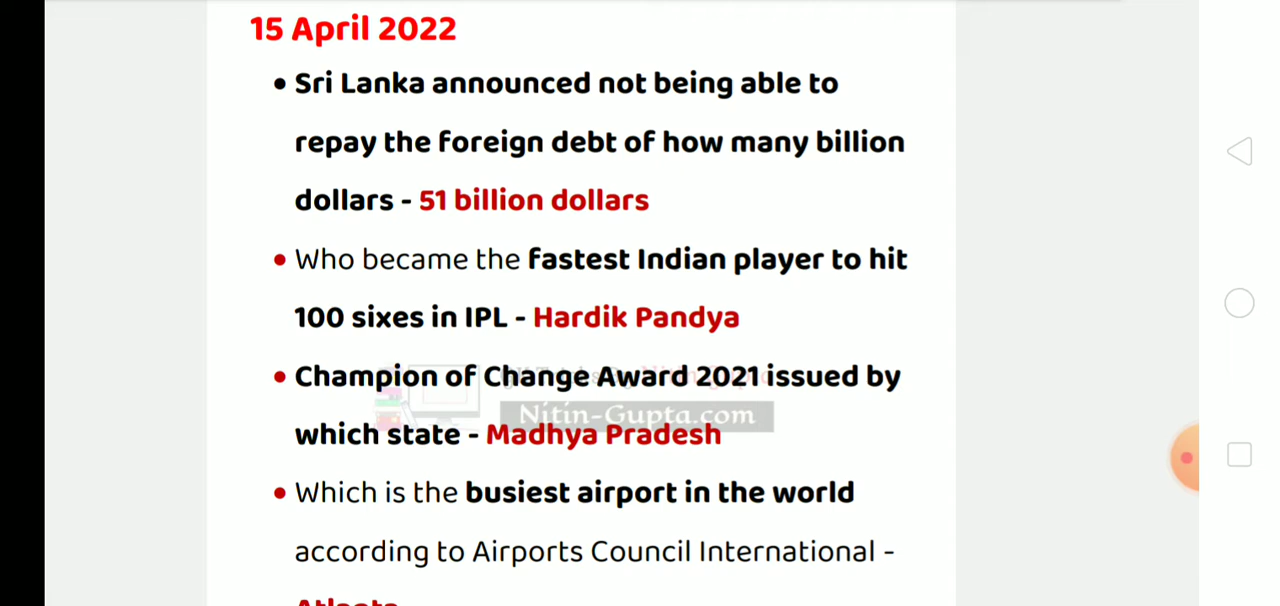 15 April 2022
• Sri Lanka announced not being able to
repay the foreign debt of how many billion
dollars - 51 billion dollars
• Who became the fastest Indian player to hit
100 sixes in IPL - Hardik Pandya
• Champion of Change Award 2021 issued by
Nitin-Gupta.com
which state - Madhya Pradesh
• Which is the busiest airport in the world
according to Airports Council International -
Atlanta